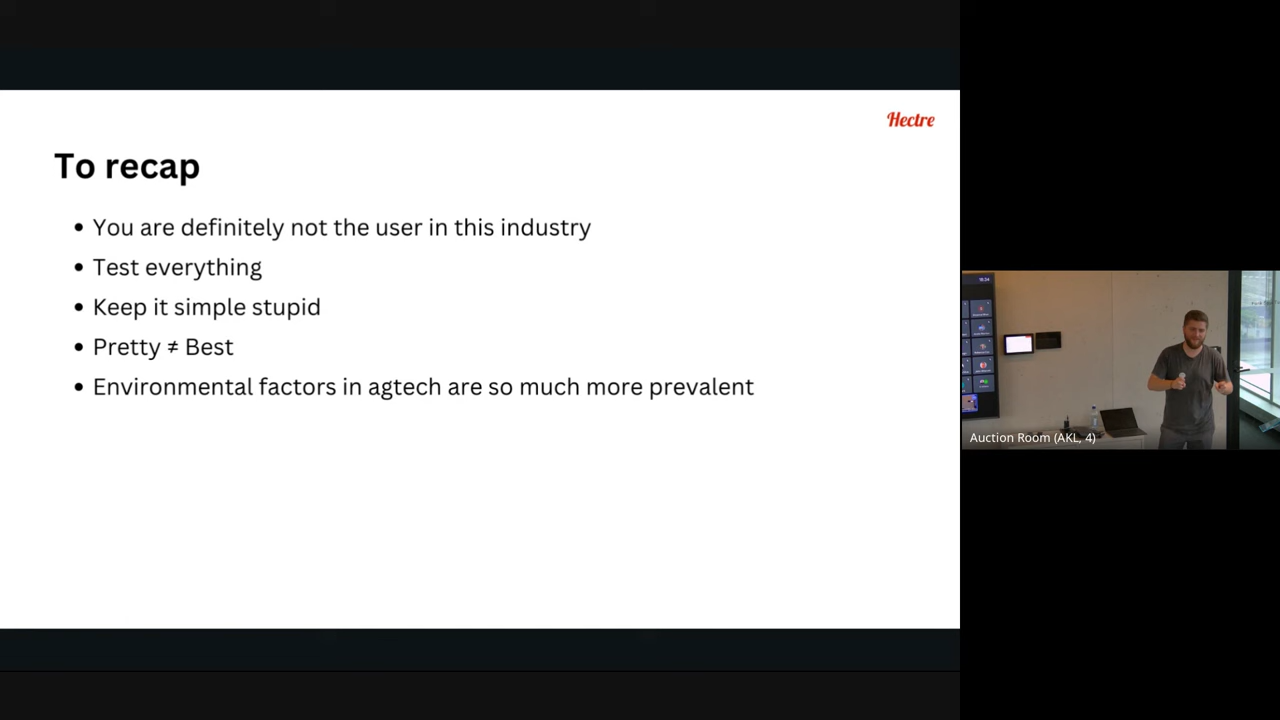 Hectre
To recap
• You are definitely not the user in this industry
• Test everything
• Keep it simple stupid
• Pretty ≠ Best
• Environmental factors in agtech are so much more prevalent
Auction Room (AKL, 4)